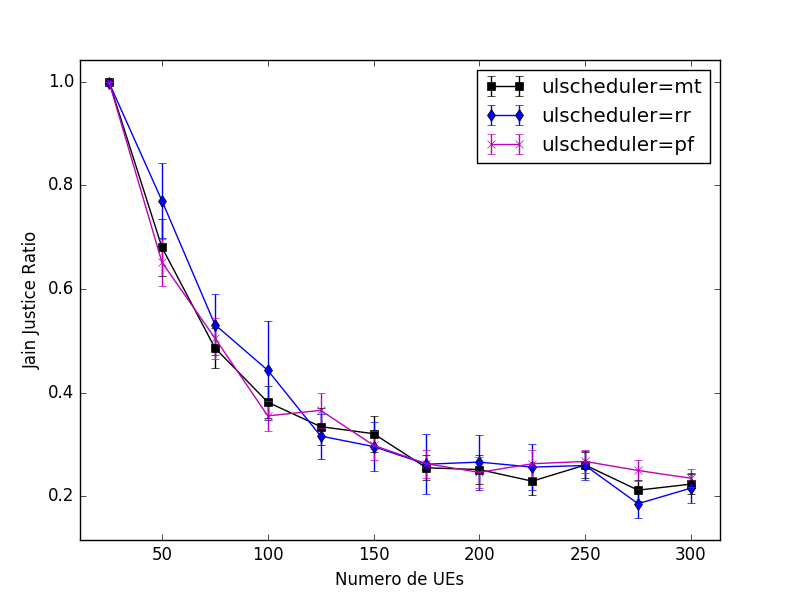 ulscheduler=mt
ulscheduler=rr
ulscheduler=pf
1.0
0.8
0.6
0.4
0.2
Jain Justice Ratio
50 100 150 200 250 300
Numero de UEs